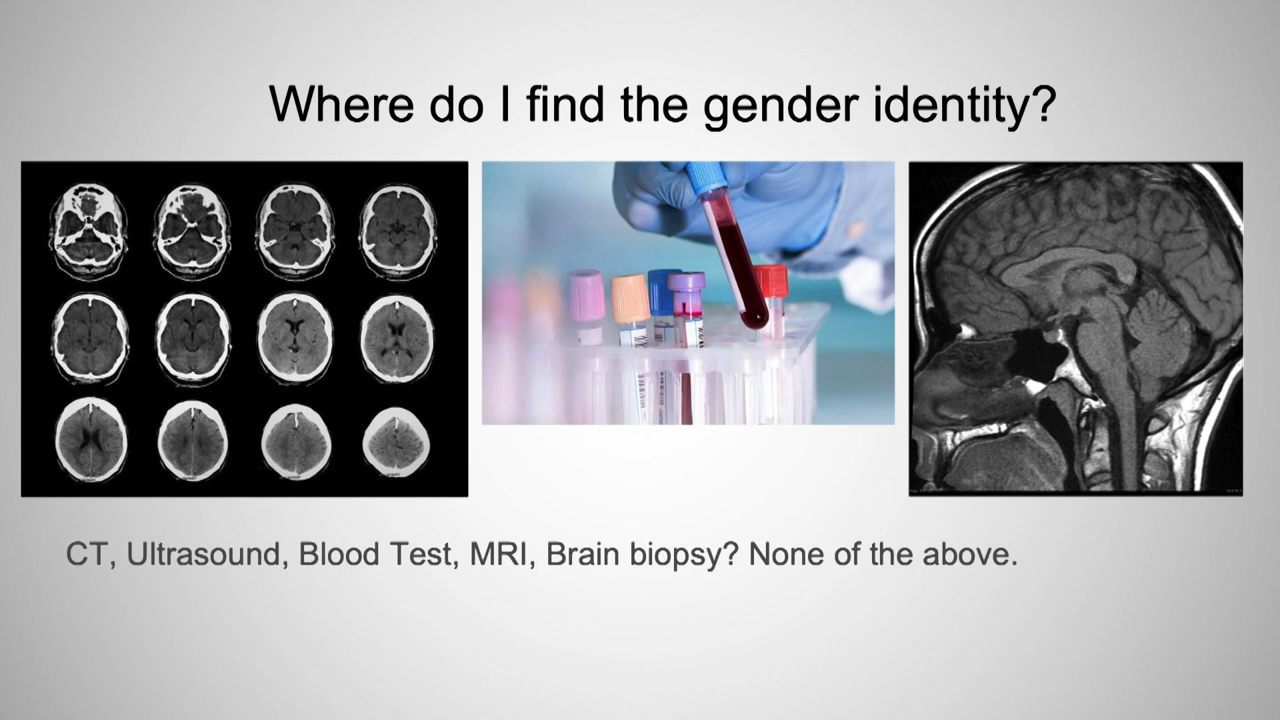 Where do I find the gender identity?
CT, Ultrasound, Blood Test, MRI, Brain biopsy? None of the above.